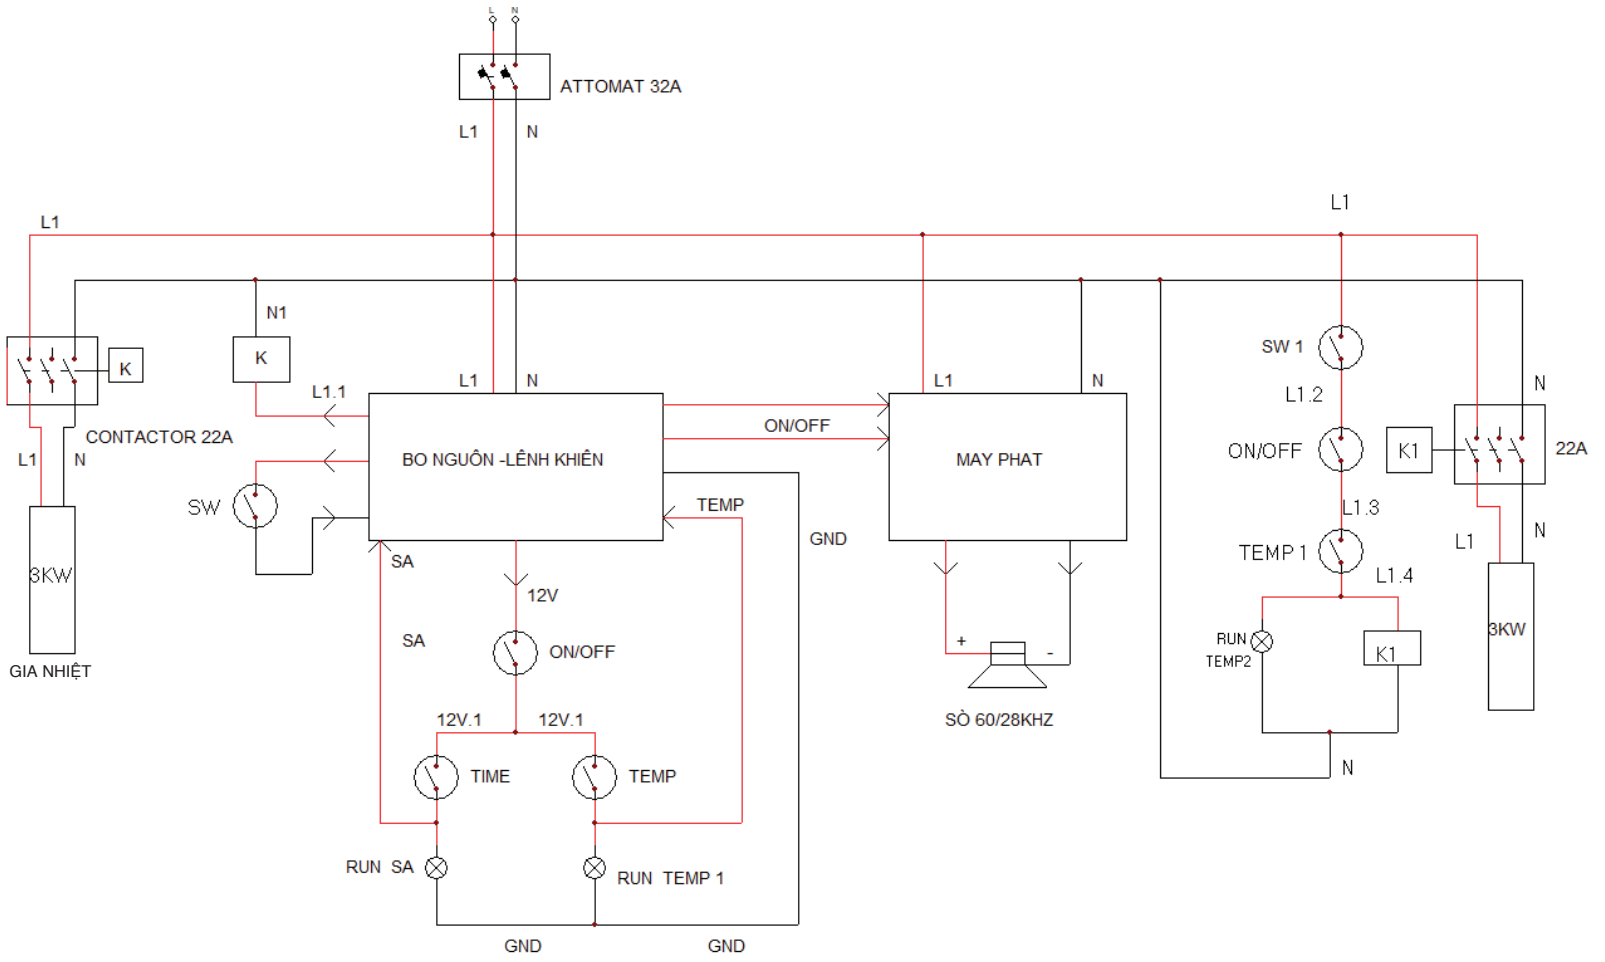 L N
ATTOMAT 32A
L1 N
L1
L1
N1
SW 1
K
K
L1 N
L1 N
N
L1.1
L1.2
CONTACTOR 22A
ON/OFF
ON/OFF
K1
22A
L1 N
BO NGUÔN -LÊNH KHIÊN
MAY PHAT
SW
TEMP
L1.3
GND
L1
N
TEMP 1
SA
3KW
L1.4
12V
SA
ON/OFF
+ -
RUN
TEMP2
K1
3KW
GIA NHIỆT
12V.1 12V.1
SÒ 60/28KHZ
TIME
TEMP
N
RUN SA
RUN TEMP 1
GND GND